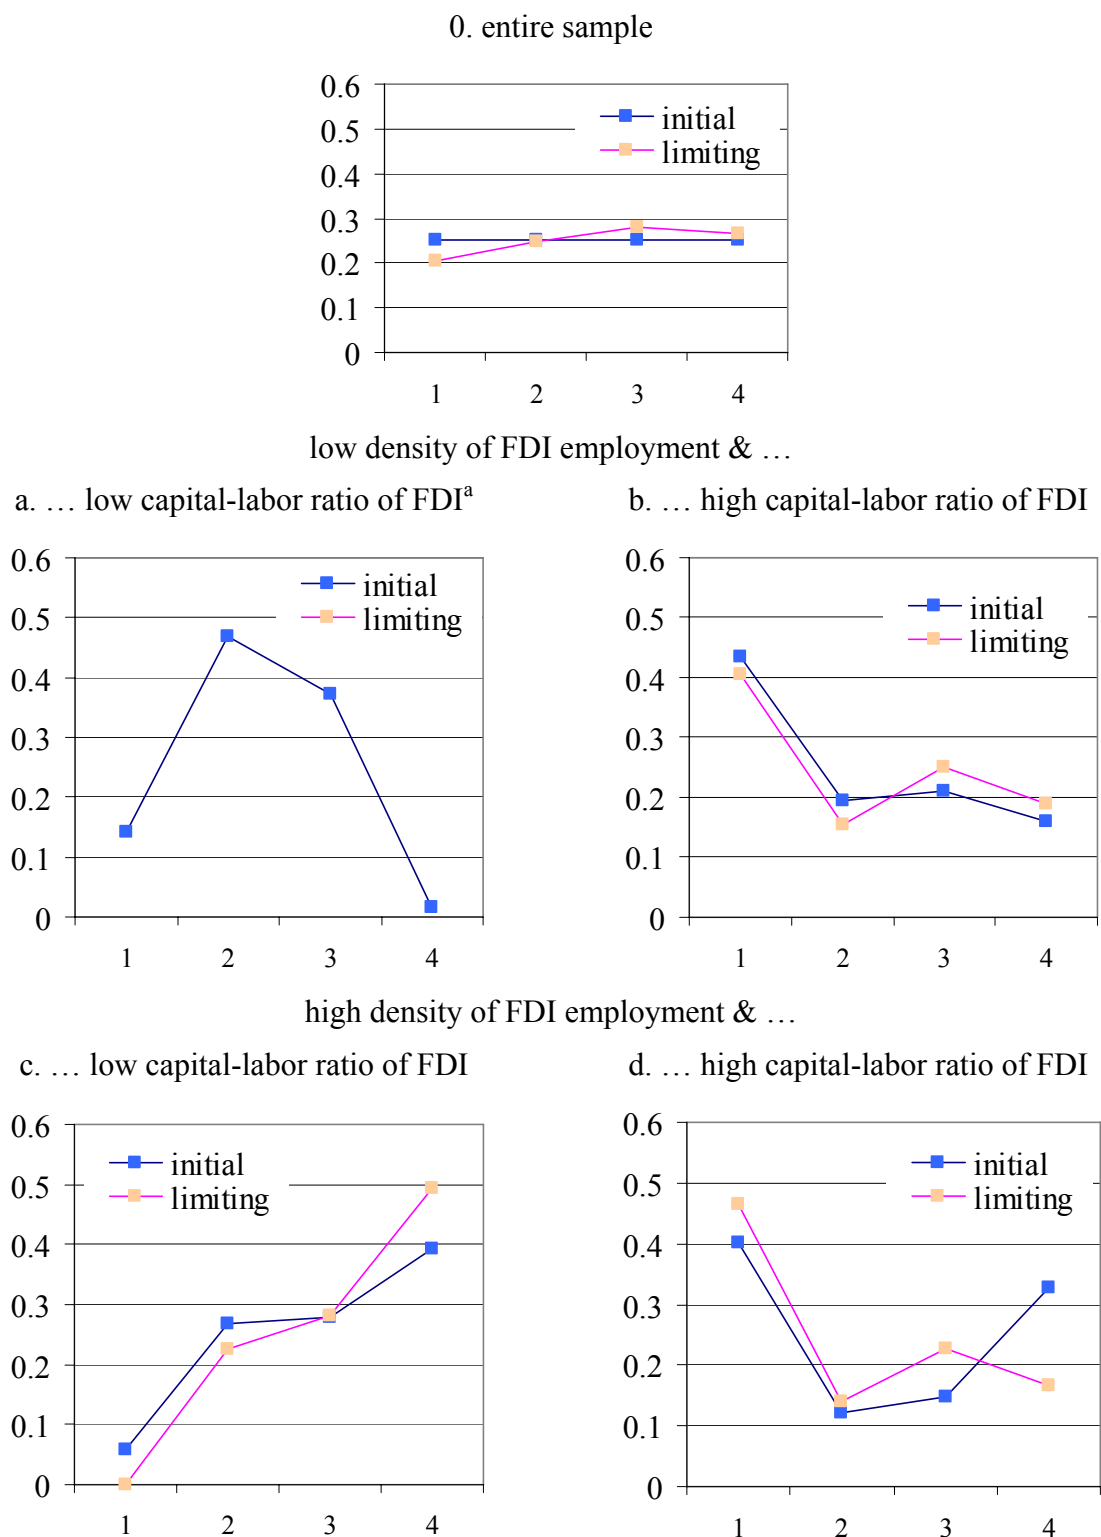 0. entire sample
0.6
0.5
0.4
0.3
0.2
0.1
0
initial
limiting
1 2 3 4
low density of FDI employment & …
a. … low capital-labor ratio of FDIᵃ
0.6
0.5
0.4
0.3
0.2
0.1
0
initial
limiting
1 2 3 4
b. … high capital-labor ratio of FDI
0.6
0.5
0.4
0.3
0.2
0.1
0
initial
limiting
1 2 3 4
high density of FDI employment & …
c. … low capital-labor ratio of FDI
0.6
0.5
0.4
0.3
0.2
0.1
0
initial
limiting
1 2 3 4
d. … high capital-labor ratio of FDI
0.6
0.5
0.4
0.3
0.2
0.1
0
initial
limiting
1 2 3 4